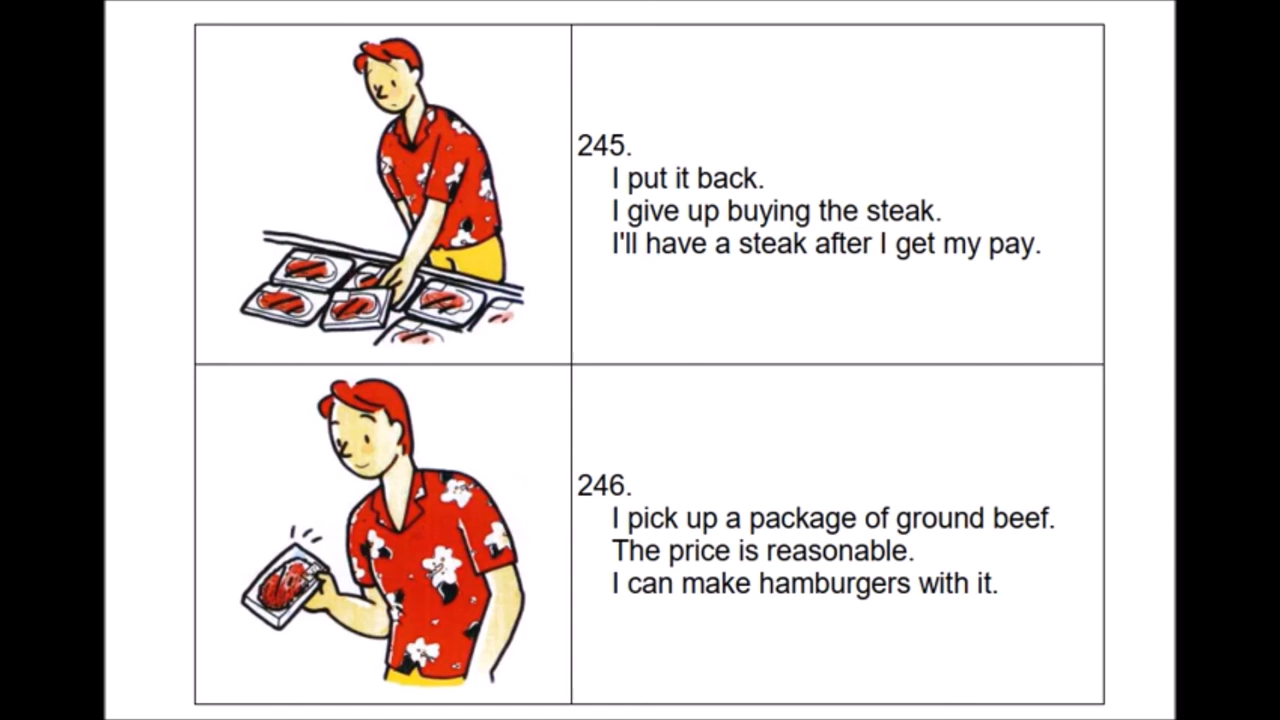 245.
I put it back.
I give up buying the steak.
I'll have a steak after I get my pay.
246.
I pick up a package of ground beef.
The price is reasonable.
I can make hamburgers with it.